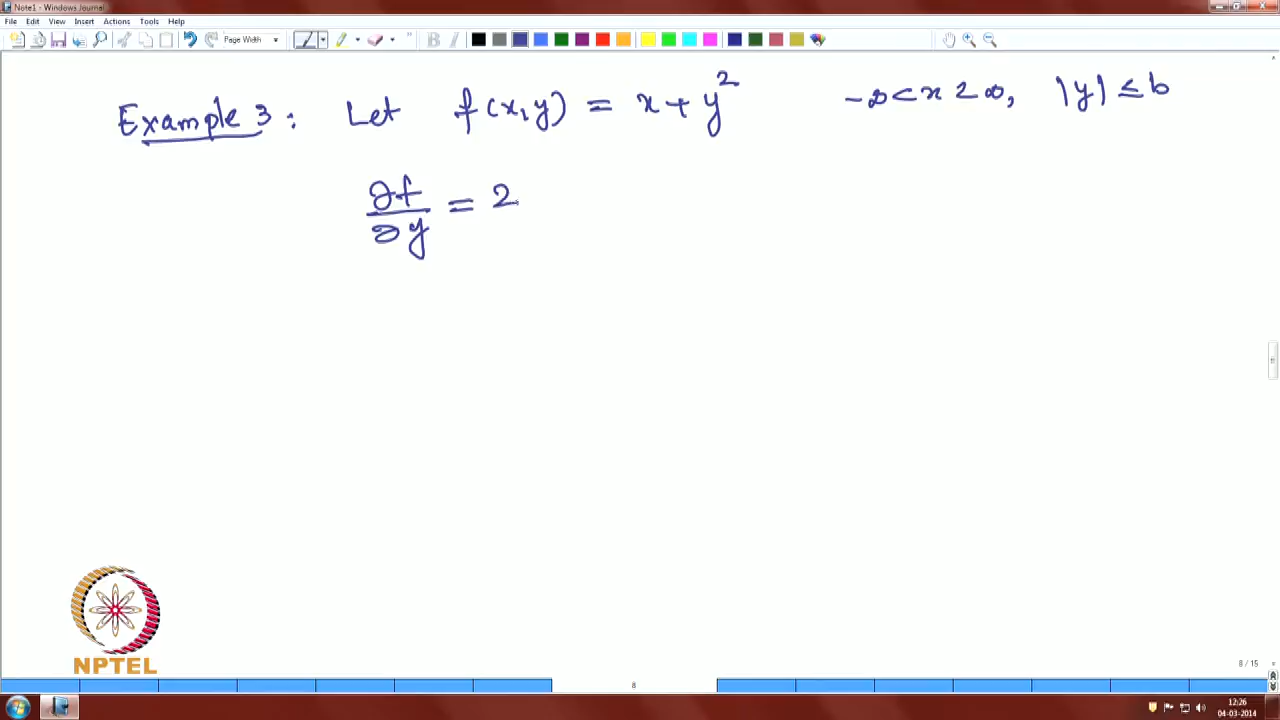 Note1 - Windows Journal
File Edit View Insert Actions Tools Help
Page Width
Example 3 : Let f(x,y) = x + y² -∞ < x < ∞, |y| ≤ b
∂f/∂y = 2
NPTEL
8 / 15
8
12:26
04-03-2014